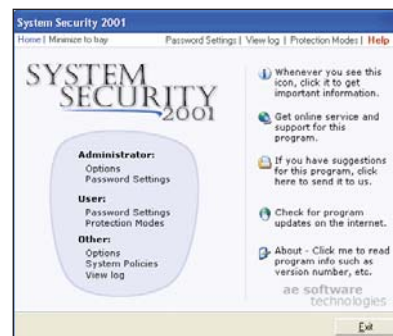 System Security 2001
Home | Minimize to tray Password Settings | View log | Protection Modes | Help
SYSTEM
SECURITY
2001
Administrator:
Options
Password Settings
User:
Password Settings
Protection Modes
Other:
Options
System Policies
View log
Whenever you see this
icon, click it to get
important information.
Get online service and
support for this
program.
If you have suggestions
for this program, click
here to send it to us.
Check for program
updates on the internet.
About - Click me to read
program info such as
version number, etc.
ae software
technologies
Exit